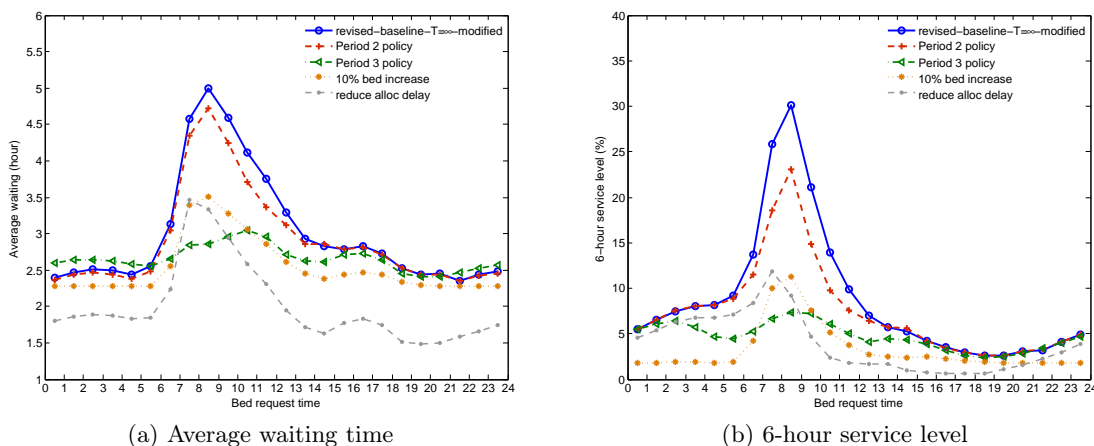 6
5.5
5
4.5
4
3.5
3
2.5
2
1.5
1
Average waiting (hour)
0 1 2 3 4 5 6 7 8 9 10 11 12 13 14 15 16 17 18 19 20 21 22 23 24
Bed request time
revised−baseline−T=∞−modified
Period 2 policy
Period 3 policy
10% bed increase
reduce alloc delay
(a) Average waiting time
40
35
30
25
20
15
10
5
0
6−hour service level (%)
0 1 2 3 4 5 6 7 8 9 10 11 12 13 14 15 16 17 18 19 20 21 22 23 24
Bed request time
revised−baseline−T=∞−modified
Period 2 policy
Period 3 policy
10% bed increase
reduce alloc delay
(b) 6-hour service level